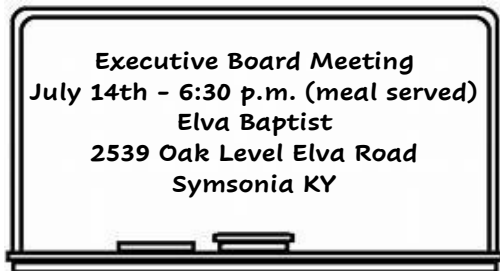 Executive Board Meeting
July 14th - 6:30 p.m. (meal served)
Elva Baptist
2539 Oak Level Elva Road
Symsonia KY